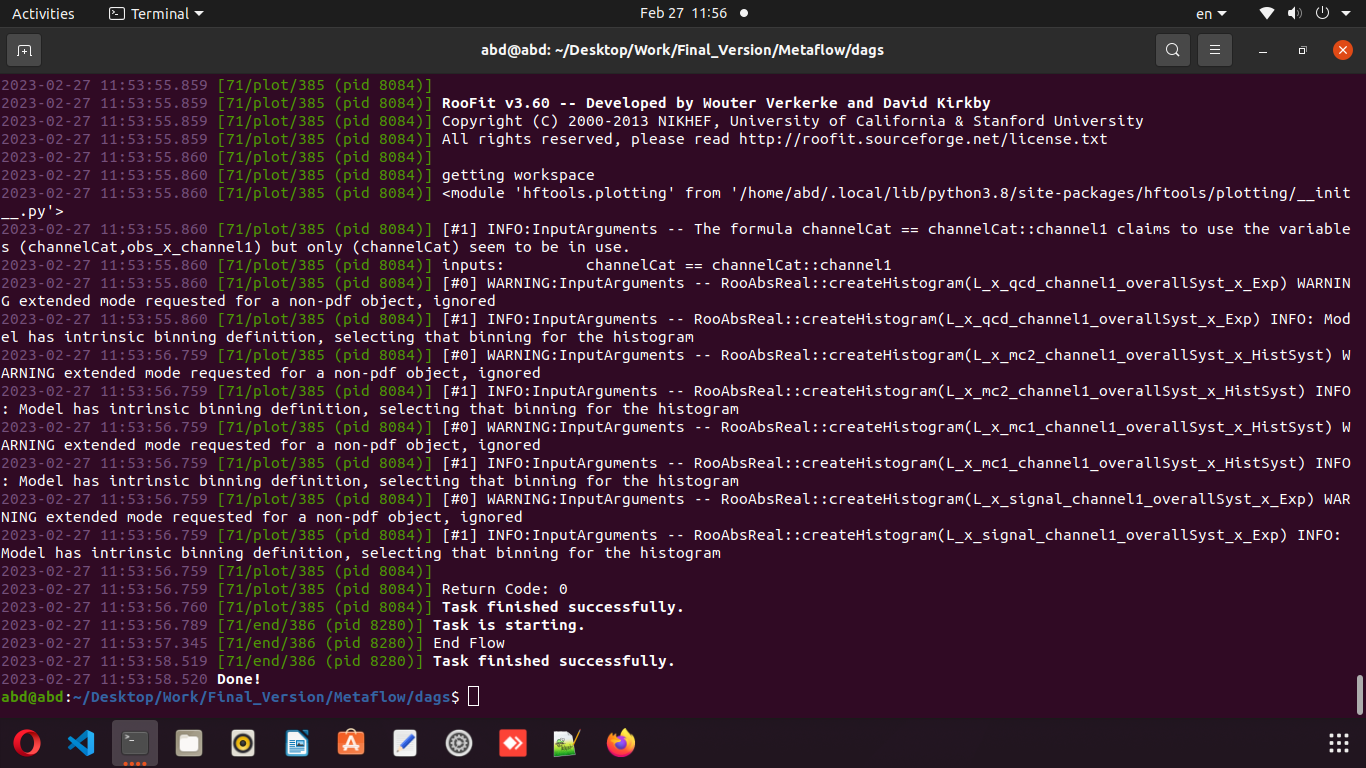 Activities
Terminal
Feb 27 11:56
en
abd@abd: ~/Desktop/Work/Final_Version/Metaflow/dags
2023-02-27 11:53:55.859 [71/plot/385 (pid 8084)]
2023-02-27 11:53:55.859 [71/plot/385 (pid 8084)] RooFit v3.60 -- Developed by Wouter Verkerke and David Kirkby
2023-02-27 11:53:55.859 [71/plot/385 (pid 8084)] Copyright (C) 2000-2013 NIKHEF, University of California & Stanford University
2023-02-27 11:53:55.859 [71/plot/385 (pid 8084)] All rights reserved, please read http://roofit.sourceforge.net/license.txt
2023-02-27 11:53:55.860 [71/plot/385 (pid 8084)]
2023-02-27 11:53:55.860 [71/plot/385 (pid 8084)] getting workspace
2023-02-27 11:53:55.860 [71/plot/385 (pid 8084)] <module 'hftools.plotting' from '/home/abd/.local/lib/python3.8/site-packages/hftools/plotting/__init
__.py'>
2023-02-27 11:53:55.860 [71/plot/385 (pid 8084)] [#1] INFO:InputArguments -- The formula channelCat == channelCat::channel1 claims to use the variable
s (channelCat,obs_x_channel1) but only (channelCat) seem to be in use.
2023-02-27 11:53:55.860 [71/plot/385 (pid 8084)] inputs:         channelCat == channelCat::channel1
2023-02-27 11:53:55.860 [71/plot/385 (pid 8084)] [#0] WARNING:InputArguments -- RooAbsReal::createHistogram(L_x_qcd_channel1_overallSyst_x_Exp) WARNIN
G extended mode requested for a non-pdf object, ignored
2023-02-27 11:53:55.860 [71/plot/385 (pid 8084)] [#1] INFO:InputArguments -- RooAbsReal::createHistogram(L_x_qcd_channel1_overallSyst_x_Exp) INFO: Mod
el has intrinsic binning definition, selecting that binning for the histogram
2023-02-27 11:53:56.759 [71/plot/385 (pid 8084)] [#0] WARNING:InputArguments -- RooAbsReal::createHistogram(L_x_mc2_channel1_overallSyst_x_HistSyst) W
ARNING extended mode requested for a non-pdf object, ignored
2023-02-27 11:53:56.759 [71/plot/385 (pid 8084)] [#1] INFO:InputArguments -- RooAbsReal::createHistogram(L_x_mc2_channel1_overallSyst_x_HistSyst) INFO
: Model has intrinsic binning definition, selecting that binning for the histogram
2023-02-27 11:53:56.759 [71/plot/385 (pid 8084)] [#0] WARNING:InputArguments -- RooAbsReal::createHistogram(L_x_mc1_channel1_overallSyst_x_HistSyst) W
ARNING extended mode requested for a non-pdf object, ignored
2023-02-27 11:53:56.759 [71/plot/385 (pid 8084)] [#1] INFO:InputArguments -- RooAbsReal::createHistogram(L_x_mc1_channel1_overallSyst_x_HistSyst) INFO
: Model has intrinsic binning definition, selecting that binning for the histogram
2023-02-27 11:53:56.759 [71/plot/385 (pid 8084)] [#0] WARNING:InputArguments -- RooAbsReal::createHistogram(L_x_signal_channel1_overallSyst_x_Exp) WAR
NING extended mode requested for a non-pdf object, ignored
2023-02-27 11:53:56.759 [71/plot/385 (pid 8084)] [#1] INFO:InputArguments -- RooAbsReal::createHistogram(L_x_signal_channel1_overallSyst_x_Exp) INFO:
Model has intrinsic binning definition, selecting that binning for the histogram
2023-02-27 11:53:56.759 [71/plot/385 (pid 8084)]
2023-02-27 11:53:56.759 [71/plot/385 (pid 8084)] Return Code: 0
2023-02-27 11:53:56.760 [71/plot/385 (pid 8084)] Task finished successfully.
2023-02-27 11:53:56.789 [71/end/386 (pid 8280)] Task is starting.
2023-02-27 11:53:57.345 [71/end/386 (pid 8280)] End Flow
2023-02-27 11:53:58.519 [71/end/386 (pid 8280)] Task finished successfully.
2023-02-27 11:53:58.520 Done!
abd@abd:~/Desktop/Work/Final_Version/Metaflow/dags$